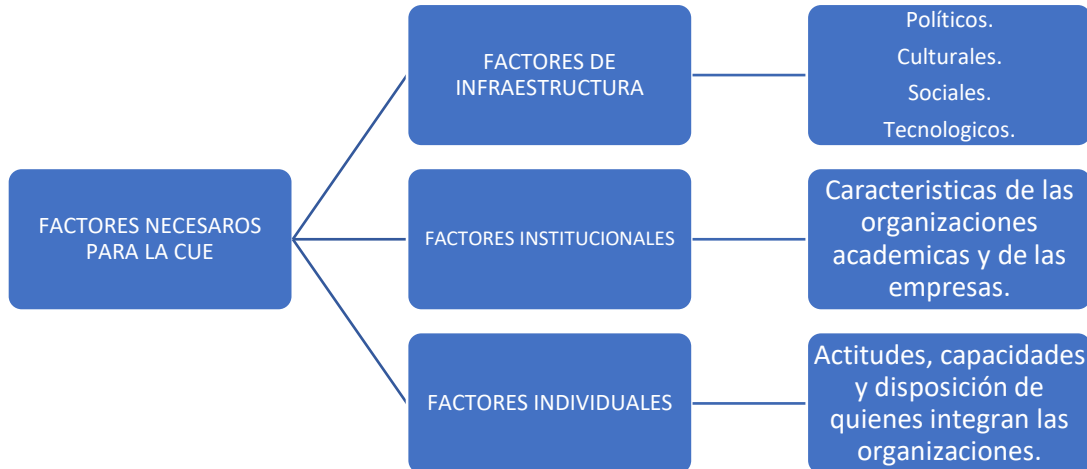 FACTORES NECESAROS
PARA LA CUE
FACTORES DE
INFRAESTRUCTURA
Políticos.
Culturales.
Sociales.
Tecnologicos.
FACTORES INSTITUCIONALES
Caracteristicas de las
organizaciones
academicas y de las
empresas.
FACTORES INDIVIDUALES
Actitudes, capacidades
y disposición de
quienes integran las
organizaciones.